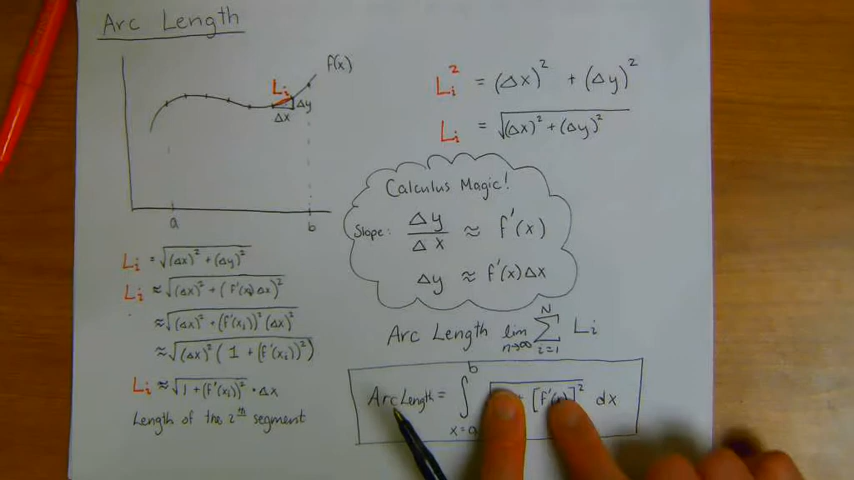 Arc Length
f(x)
Li
Δy
Δx
a
b
Li² = (Δx)² + (Δy)²
Li = √(Δx)² + (Δy)²
Calculus Magic!
Slope: Δy/Δx ≈ f'(x)
Δy ≈ f'(x)Δx
Li = √(Δx)² + (Δy)²
Li ≈ √(Δx)² + (f'(x)Δx)²
≈ √(Δx)² + (f'(xi))² (Δx)²
≈ √(Δx)² (1 + (f'(xi))²)
Li ≈ √1 + (f'(xi))² · Δx
Length of the segment
Arc Length lim n→∞ N Σ i=1 Li
Arc Length = ∫ b x=a [f'(x)]² dx